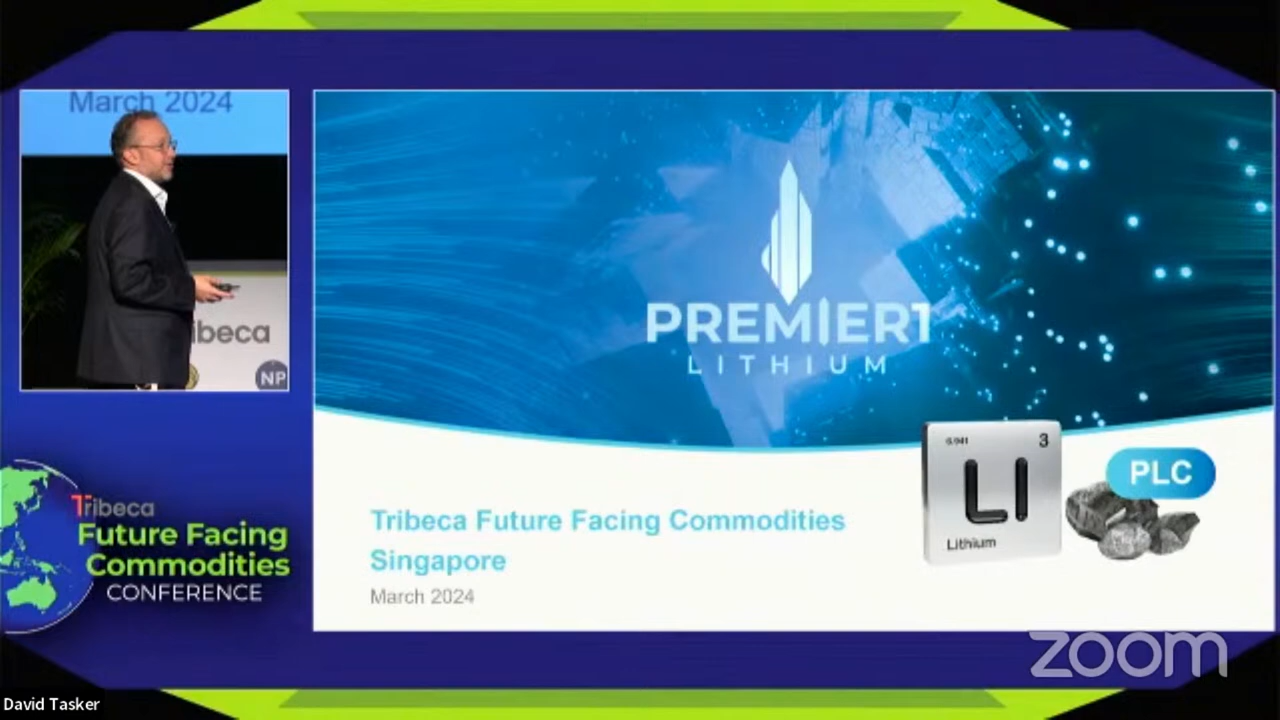 March 2024
ibeca
NP
PREMIER1
LITHIUM
6.941
3
Li
Lithium
PLC
Tribeca Future Facing Commodities
Singapore
March 2024
Tribeca
Future Facing
Commodities
CONFERENCE
zoom
David Tasker